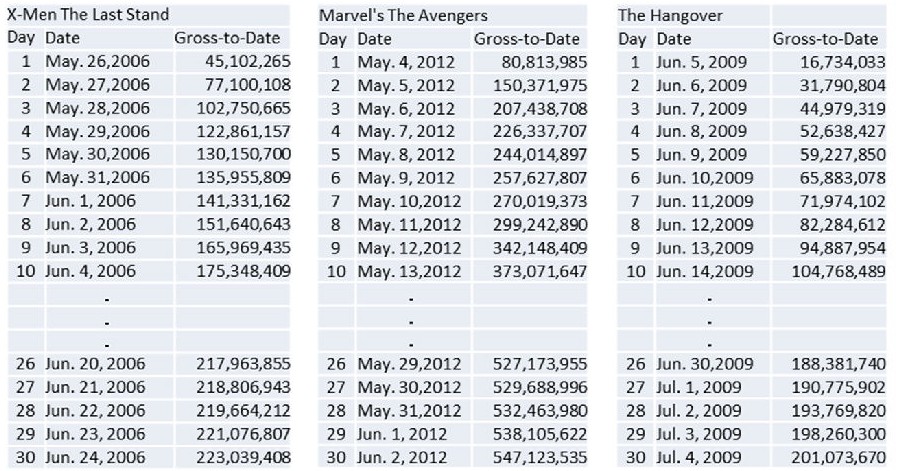 X-Men The Last Stand
Day Date Gross-to-Date
1 May. 26,2006 45,102,265
2 May. 27,2006 77,100,108
3 May. 28,2006 102,750,665
4 May. 29,2006 122,861,157
5 May. 30,2006 130,150,700
6 May. 31,2006 135,955,809
7 Jun. 1, 2006 141,331,162
8 Jun. 2, 2006 151,640,643
9 Jun. 3, 2006 165,969,435
10 Jun. 4, 2006 175,348,409
.
.
.
26 Jun. 20, 2006 217,963,855
27 Jun. 21, 2006 218,806,943
28 Jun. 22, 2006 219,664,212
29 Jun. 23, 2006 221,076,807
30 Jun. 24, 2006 223,039,408
Marvel's The Avengers
Day Date Gross-to-Date
1 May. 4, 2012 80,813,985
2 May. 5, 2012 150,371,975
3 May. 6, 2012 207,438,708
4 May. 7, 2012 226,337,707
5 May. 8, 2012 244,014,897
6 May. 9, 2012 257,627,807
7 May. 10,2012 270,019,373
8 May. 11,2012 299,242,890
9 May. 12,2012 342,148,409
10 May. 13,2012 373,071,647
.
.
.
26 May. 29,2012 527,173,955
27 May. 30,2012 529,688,996
28 May. 31,2012 532,463,980
29 Jun. 1, 2012 538,105,622
30 Jun. 2, 2012 547,123,535
The Hangover
Day Date Gross-to-Date
1 Jun. 5, 2009 16,734,033
2 Jun. 6, 2009 31,790,804
3 Jun. 7, 2009 44,979,319
4 Jun. 8, 2009 52,638,427
5 Jun. 9, 2009 59,227,850
6 Jun. 10,2009 65,883,078
7 Jun. 11,2009 71,974,102
8 Jun. 12,2009 82,284,612
9 Jun. 13,2009 94,887,954
10 Jun. 14,2009 104,768,489
.
.
.
26 Jun. 30,2009 188,381,740
27 Jul. 1, 2009 190,775,902
28 Jul. 2, 2009 193,769,820
29 Jul. 3, 2009 198,260,300
30 Jul. 4, 2009 201,073,670